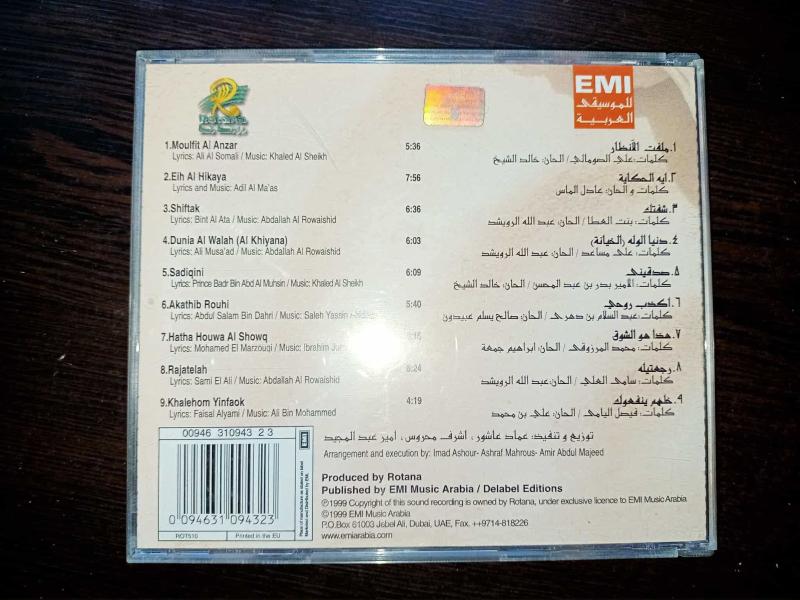 Rotana
روتانا
EMI
للموسيقى
العربية
1.Moulfit Al Anzar 5:36
Lyrics: Ali Al Somali / Music: Khaled Al Sheikh
2.Eih Al Hikaya 7:56
Lyrics and Music: Adil Al Ma'as
3.Shiftak 6:36
Lyrics: Bint Al Ata / Music: Abdallah Al Rowaishid
4.Dunia Al Walah (Al Khiyana) 6:03
Lyrics: Ali Musa'ad / Music: Abdallah Al Rowaishid
5.Sadiqini 6:09
Lyrics: Prince Badr Bin Abd Al Muhsin / Music: Khaled Al Sheikh
6.Akathib Rouhi 5:40
Lyrics: Abdul Salam Bin Dahri / Music: Saleh Yassin
7.Hatha Houwa Al Showq
Lyrics: Mohamed El Marzouqi / Music: Ibrahim
8.Rajatelah 6:24
Lyrics: Sami El Ali / Music: Abdallah Al Rowaishid
9.Khalehom Yinfaok 4:19
Lyrics: Faisal Alyami / Music: Ali Bin Mohammed
١.ملفت الأنظار
كلمات: علي الصومالي/ الحان: خالد الشيخ
٢.ايه الحكاية
كلمات و الحان: عادل الماس
٣.شفتك
كلمات: بنت العطا/ الحان: عبد الله الرويشد
٤.دنيا الوله (الخيانة)
كلمات: علي مساعد/ الحان: عبد الله الرويشد
٥.صدقيني
كلمات: الأمير بدر بن عبد المحسن/ الحان: خالد الشيخ
٦.اكذب روحي
كلمات: عبد السلام بن دهري/ الحان: صالح يسلم عبيدون
٧.هذا هو الشوق
كلمات: محمد المرزوقي/ الحان: ابراهيم جمعة
٨.رجعتيله
كلمات: سامي العلي/ الحان: عبد الله الرويشد
٩.خلهم ينفعوك
كلمات: فيصل اليامي/ الحان: علي بن محمد
توزيع و تنفيذ: عماد عاشور، اشرف محروس، امير عبد المجيد
Arrangement and execution by: Imad Ashour- Ashraf Mahrous- Amir Abdul Majeed
Produced by Rotana
Published by EMI Music Arabia / Delabel Editions
℗1999 Copyright of this sound recording is owned by Rotana, under exclusive licence to EMI Music Arabia
©1999 EMI Music Arabia
P.O.Box 61003 Jebel Ali, Dubai, UAE, Fax. ++9714-818226
www.emiarabia.com
00946 310943 2 3
0 094631 094323
ROT510 Printed in the EU
EMI